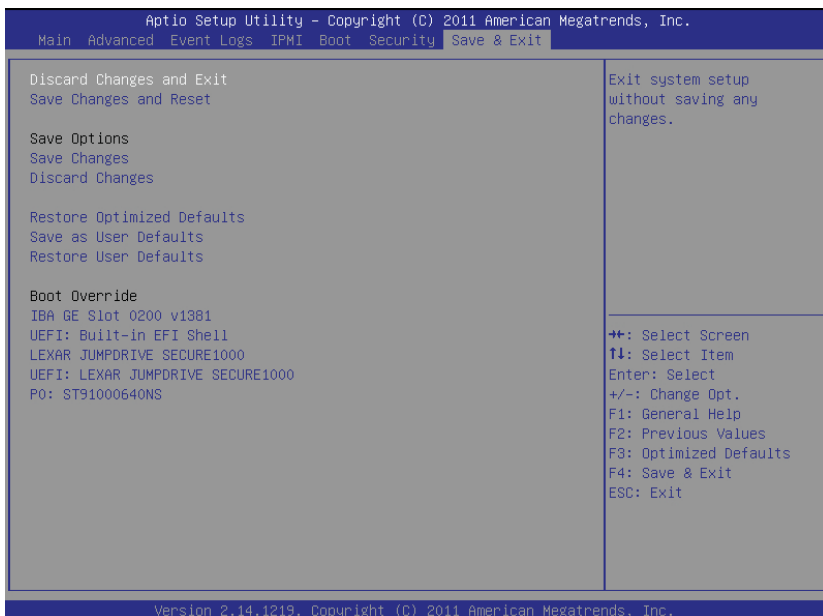 Aptio Setup Utility – Copyright (C) 2011 American Megatrends, Inc.
Main Advanced Event Logs IPMI Boot Security Save & Exit
Discard Changes and Exit
Save Changes and Reset
Save Options
Save Changes
Discard Changes
Restore Optimized Defaults
Save as User Defaults
Restore User Defaults
Boot Override
IBA GE Slot 0200 v1381
UEFI: Built-in EFI Shell
LEXAR JUMPDRIVE SECURE1000
UEFI: LEXAR JUMPDRIVE SECURE1000
P0: ST91000640NS
Exit system setup
without saving any
changes.
→←: Select Screen
↑↓: Select Item
Enter: Select
+/-: Change Opt.
F1: General Help
F2: Previous Values
F3: Optimized Defaults
F4: Save & Exit
ESC: Exit
Version 2.14.1219. Copyright (C) 2011 American Megatrends, Inc.